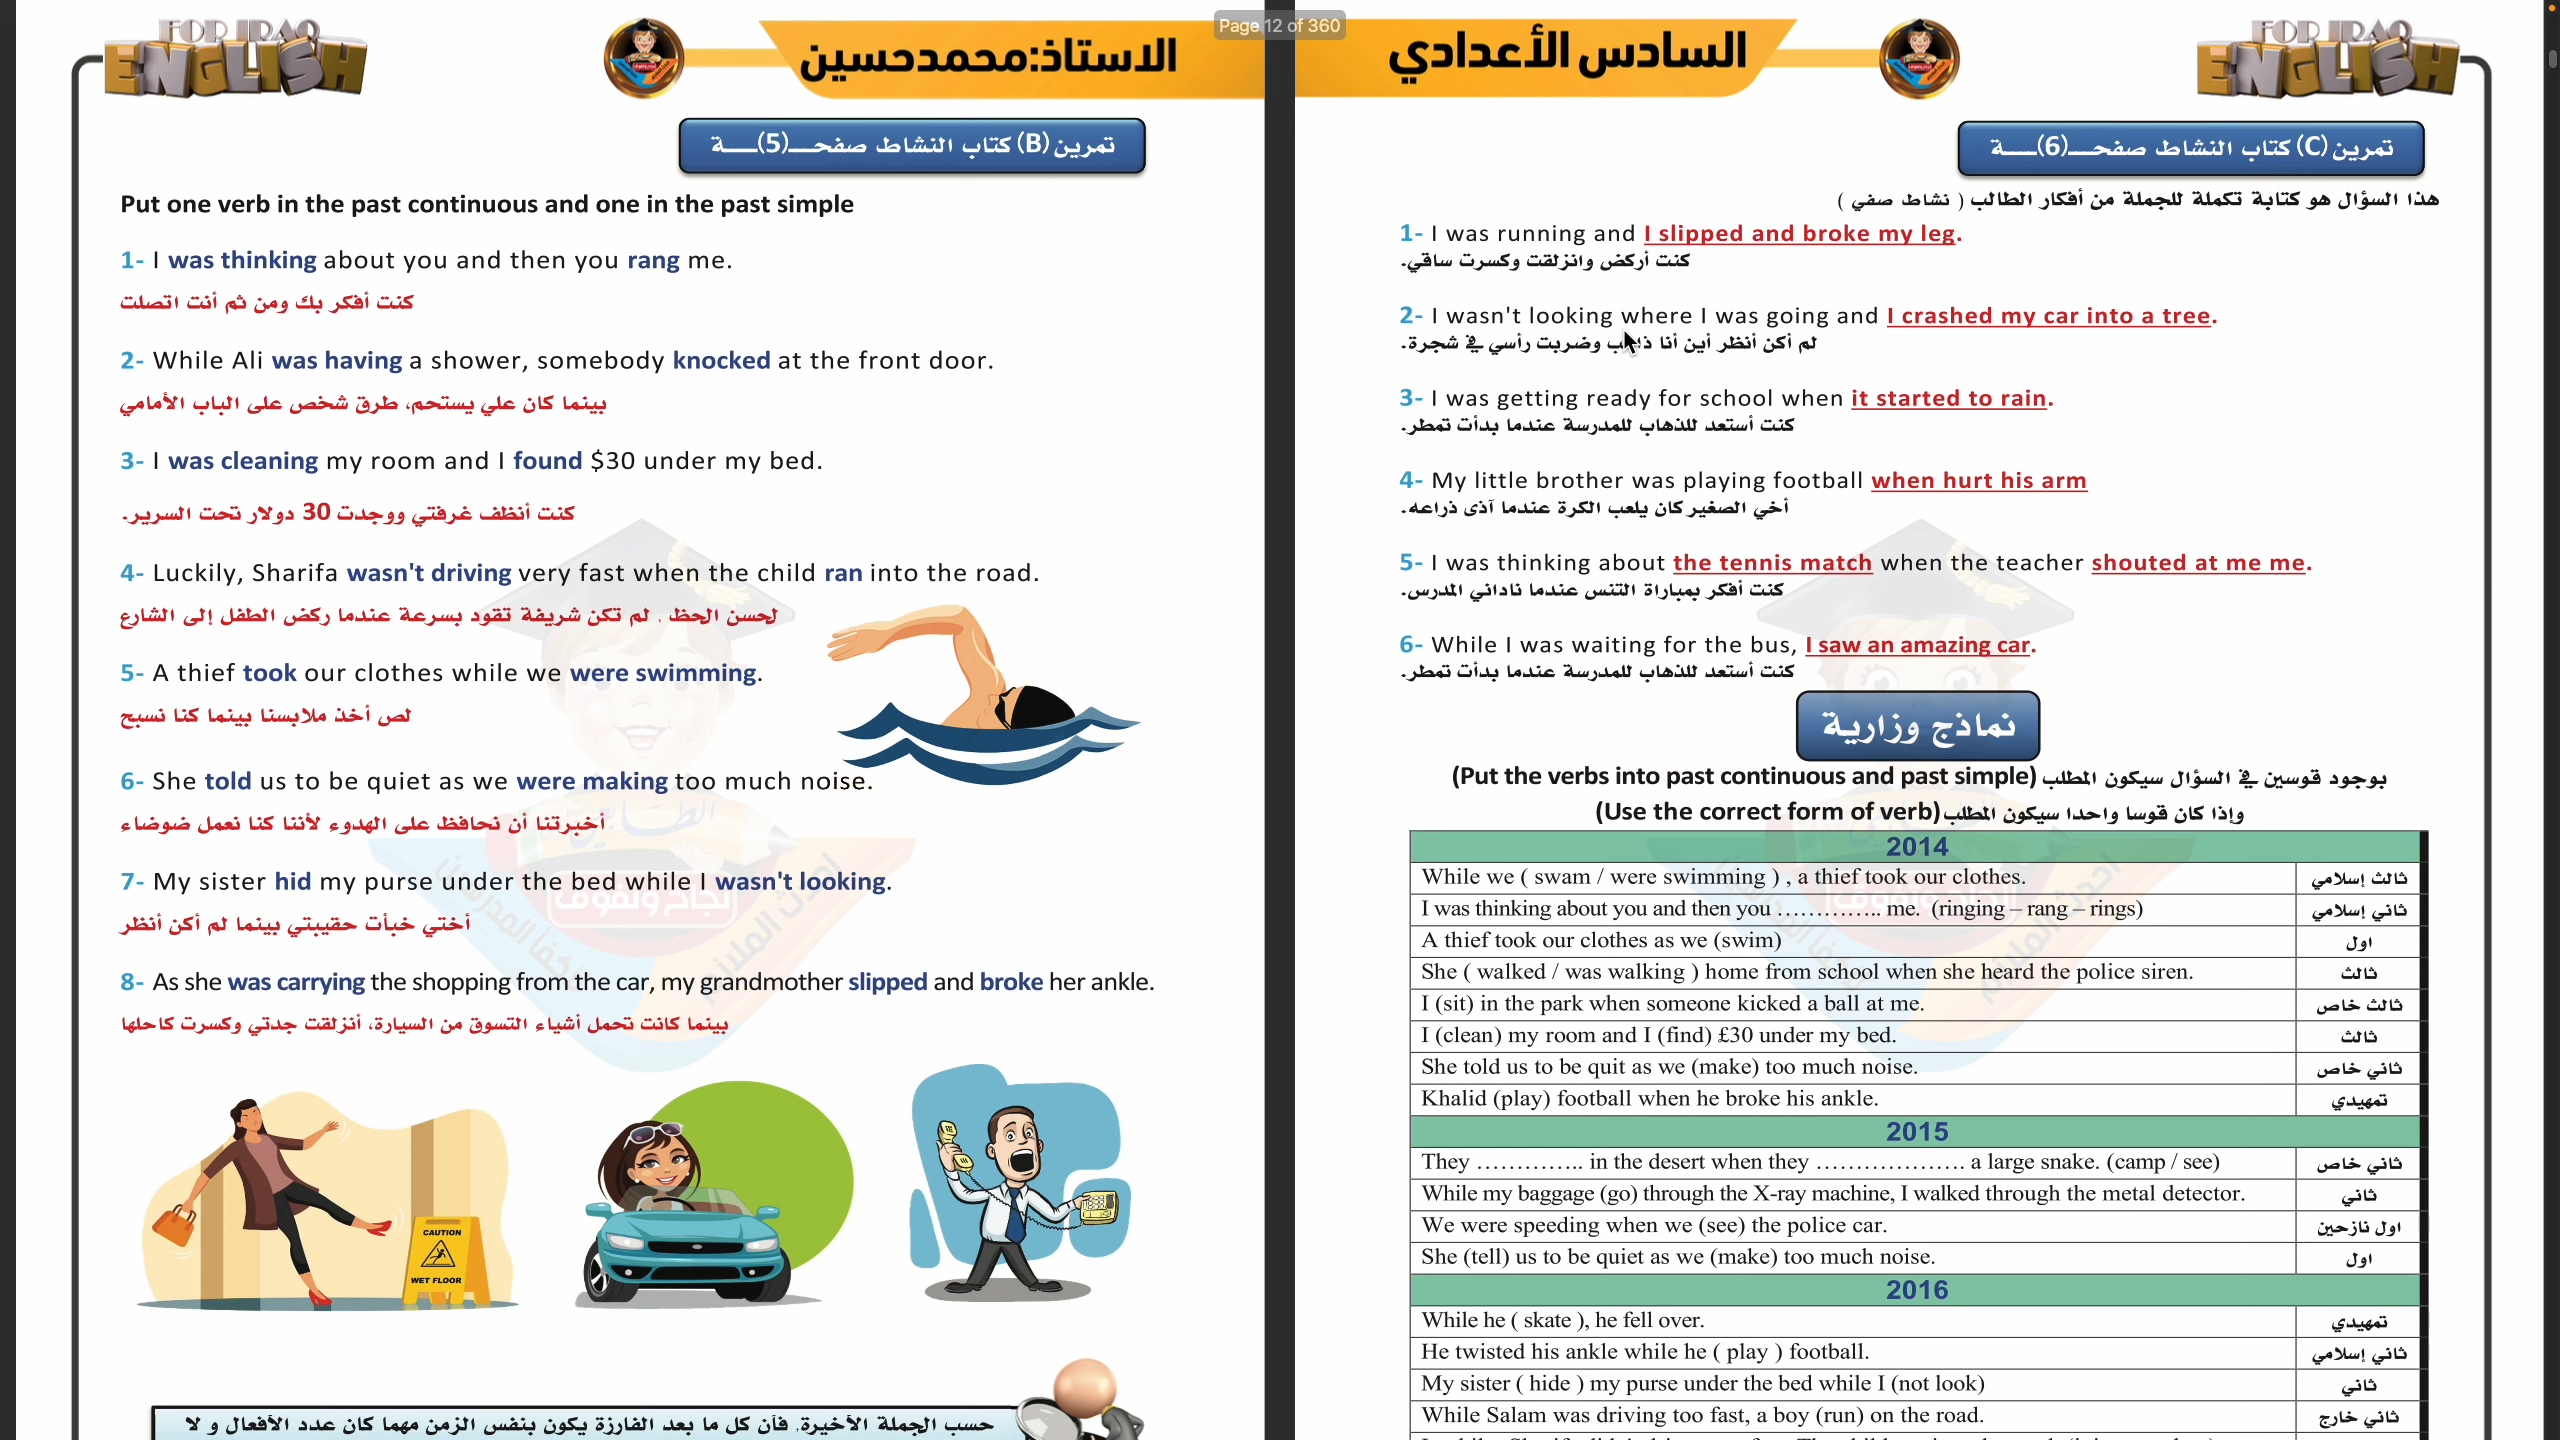 Page 12 of 360
FOR IRAQ
ENGLISH
الاستاذ:محمدحسين
تمرين (B) كتاب النشاط صفحـــ(5)ــــة
Put one verb in the past continuous and one in the past simple
1- I was thinking about you and then you rang me.
كنت أفكر بك ومن ثم أنت اتصلت
2- While Ali was having a shower, somebody knocked at the front door.
بينما كان علي يستحم، طرق شخص على الباب الأمامي
3- I was cleaning my room and I found $30 under my bed.
كنت أنظف غرفتي ووجدت 30 دولار تحت السرير.
4- Luckily, Sharifa wasn't driving very fast when the child ran into the road.
لحسن الحظ , لم تكن شريفة تقود بسرعة عندما ركض الطفل إلى الشارع
5- A thief took our clothes while we were swimming.
لص أخذ ملابسنا بينما كنا نسبح
6- She told us to be quiet as we were making too much noise.
أخبرتنا أن نحافظ على الهدوء لأننا كنا نعمل ضوضاء
7- My sister hid my purse under the bed while I wasn't looking.
أختي خبأت حقيبتي بينما لم أكن أنظر
8- As she was carrying the shopping from the car, my grandmother slipped and broke her ankle.
بينما كانت تحمل أشياء التسوق من السيارة، أنزلقت جدتي وكسرت كاحلها
CAUTION
WET FLOOR
حسب الجملة الأخيرة, فأن كل ما بعد الفارزة يكون بنفس الزمن مهما كان عدد الأفعال و لا
السادس الأعدادي
FOR IRAQ
ENGLISH
تمرين (C) كتاب النشاط صفحـــ(6)ــــة
هذا السؤال هو كتابة تكملة للجملة من أفكار الطالب ( نشاط صفي )
1- I was running and I slipped and broke my leg.
كنت أركض وانزلقت وكسرت ساقي.
2- I wasn't looking where I was going and I crashed my car into a tree.
لم أكن أنظر أين أنا وضربت رأسي في شجرة.
3- I was getting ready for school when it started to rain.
كنت أستعد للذهاب للمدرسة عندما بدأت تمطر.
4- My little brother was playing football when hurt his arm
أخي الصغير كان يلعب الكرة عندما آذى ذراعه.
5- I was thinking about the tennis match when the teacher shouted at me me.
كنت أفكر بمباراة التنس عندما ناداني المدرس.
6- While I was waiting for the bus, I saw an amazing car.
كنت أستعد للذهاب للمدرسة عندما بدأت تمطر.
نماذج وزارية
بوجود قوسين في السؤال سيكون المطلب (Put the verbs into past continuous and past simple)
وإذا كان قوسا واحدا سيكون المطلب(Use the correct form of verb)
2014
While we ( swam / were swimming ) , a thief took our clothes. ثالث إسلامي
I was thinking about you and then you ………….. me. (ringing – rang – rings) ثاني إسلامي
A thief took our clothes as we (swim) اول
She ( walked / was walking ) home from school when she heard the police siren. ثالث
I (sit) in the park when someone kicked a ball at me. ثالث خاص
I (clean) my room and I (find) £30 under my bed. ثالث
She told us to be quit as we (make) too much noise. ثاني خاص
Khalid (play) football when he broke his ankle. تمهيدي
2015
They ………….. in the desert when they ………………. a large snake. (camp / see) ثاني خاص
While my baggage (go) through the X-ray machine, I walked through the metal detector. ثاني
We were speeding when we (see) the police car. اول نازحين
She (tell) us to be quiet as we (make) too much noise. اول
2016
While he ( skate ), he fell over. تمهيدي
He twisted his ankle while he ( play ) football. ثاني إسلامي
My sister ( hide ) my purse under the bed while I (not look) ثاني
While Salam was driving too fast, a boy (run) on the road. ثاني خارج